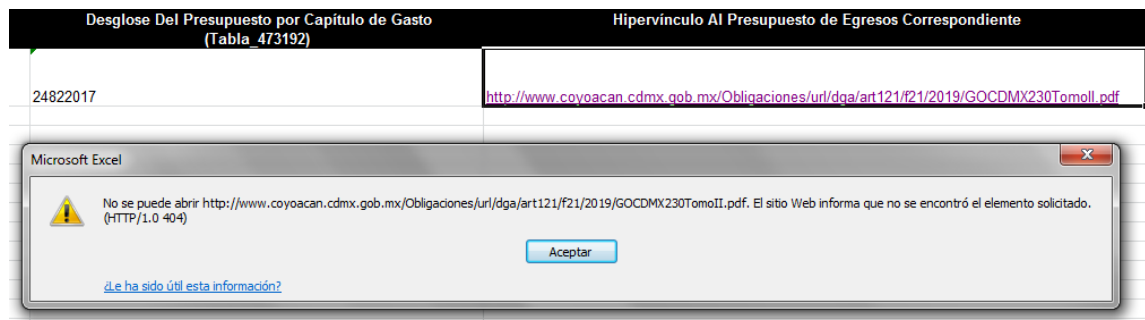 Desglose Del Presupuesto por Capítulo de Gasto
(Tabla_473192)
Hipervínculo Al Presupuesto de Egresos Correspondiente
24822017
http://www.coyoacan.cdmx.gob.mx/Obligaciones/url/dga/art121/f21/2019/GOCDMX230TomoII.pdf
Microsoft Excel
No se puede abrir http://www.coyoacan.cdmx.gob.mx/Obligaciones/url/dga/art121/f21/2019/GOCDMX230TomoII.pdf. El sitio Web informa que no se encontró el elemento solicitado.
(HTTP/1.0 404)
Aceptar
¿Le ha sido útil esta información?